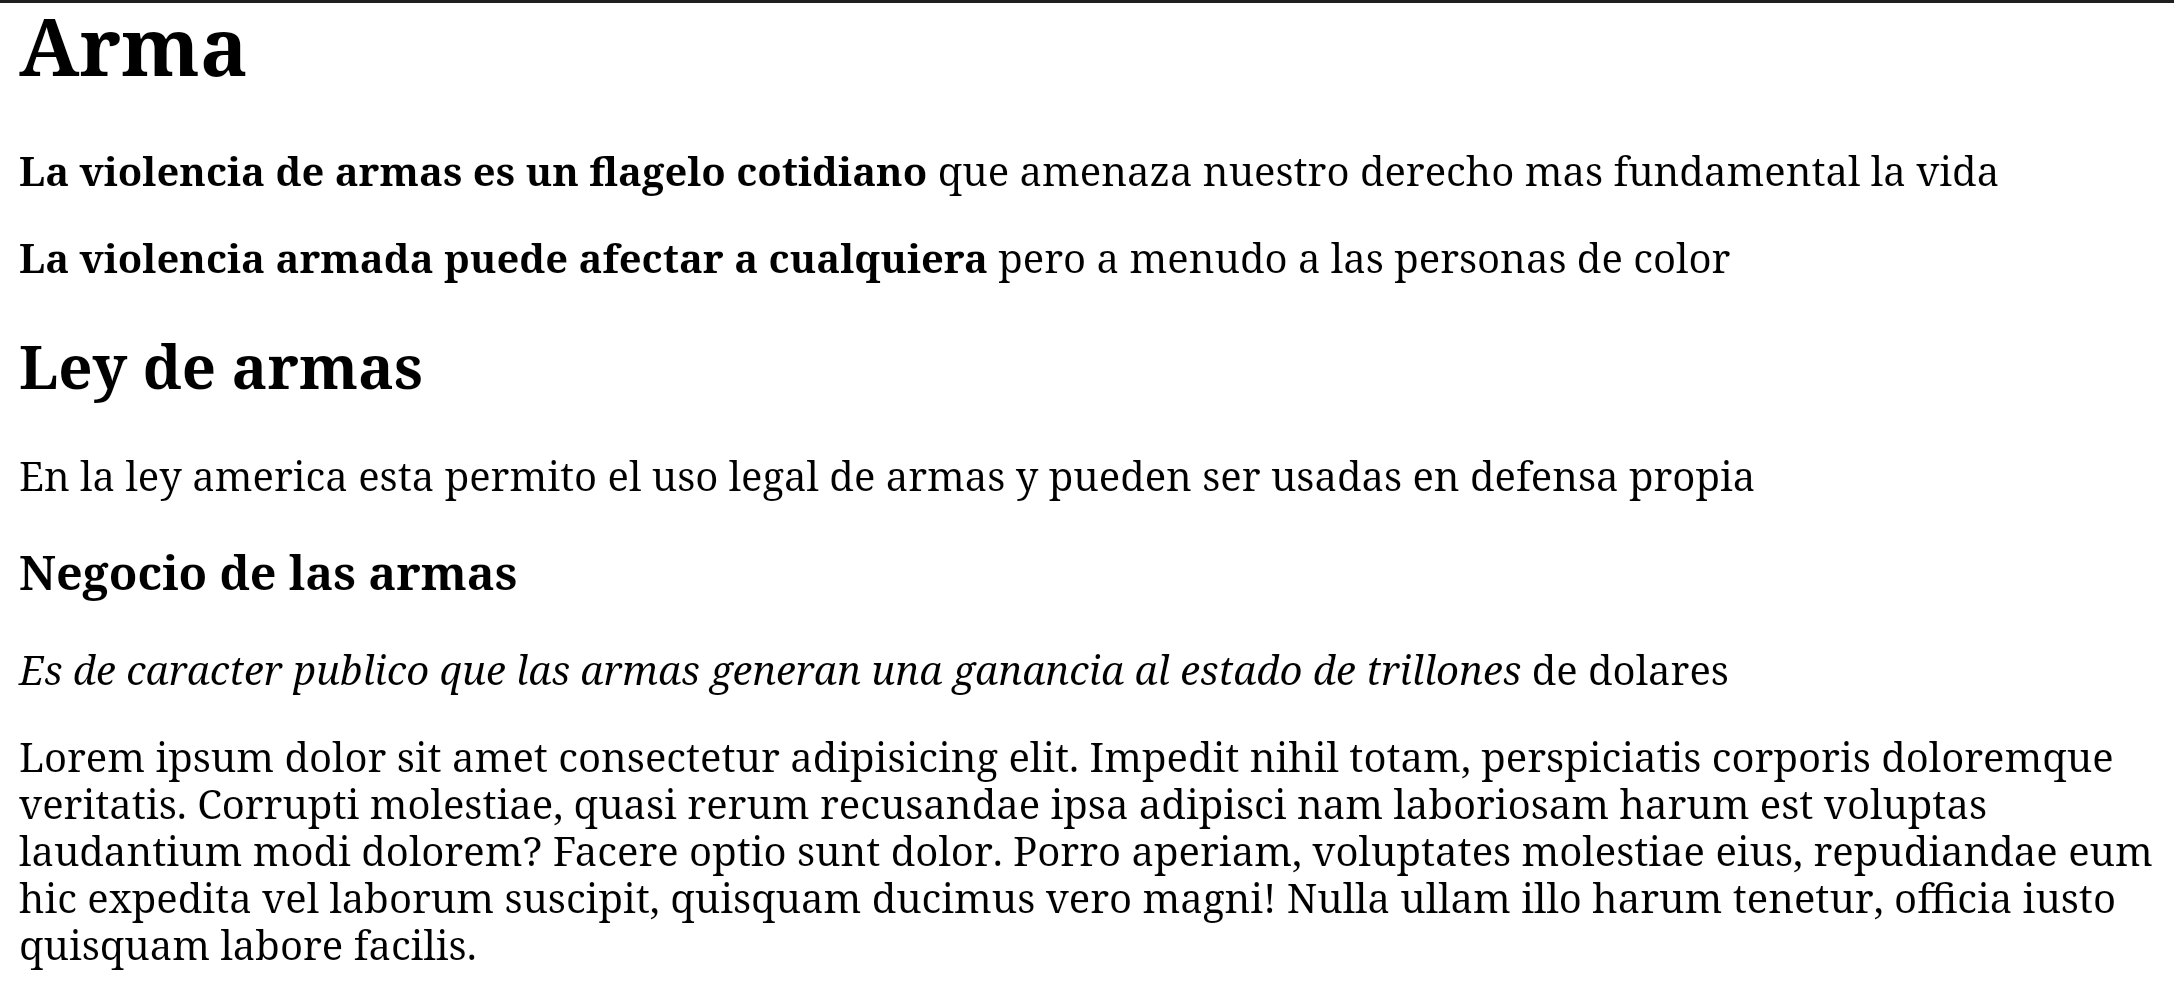 Arma
La violencia de armas es un flagelo cotidiano que amenaza nuestro derecho mas fundamental la vida
La violencia armada puede afectar a cualquiera pero a menudo a las personas de color
Ley de armas
En la ley america esta permito el uso legal de armas y pueden ser usadas en defensa propia
Negocio de las armas
Es de caracter publico que las armas generan una ganancia al estado de trillones de dolares
Lorem ipsum dolor sit amet consectetur adipisicing elit. Impedit nihil totam, perspiciatis corporis doloremque
veritatis. Corrupti molestiae, quasi rerum recusandae ipsa adipisci nam laboriosam harum est voluptas
laudantium modi dolorem? Facere optio sunt dolor. Porro aperiam, voluptates molestiae eius, repudiandae eum
hic expedita vel laborum suscipit, quisquam ducimus vero magni! Nulla ullam illo harum tenetur, officia iusto
quisquam labore facilis.